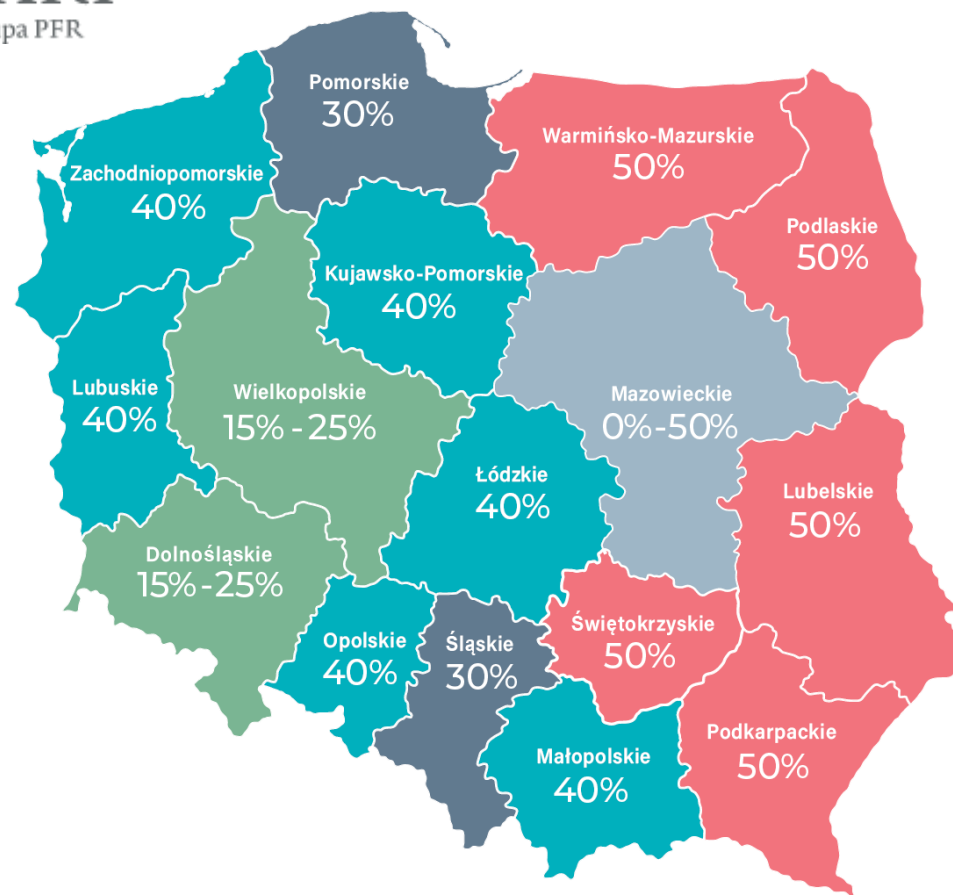 Pomorskie
30%
Warmińsko-Mazurskie
50%
Zachodniopomorskie
40%
Podlaskie
50%
Kujawsko-Pomorskie
40%
Lubuskie
40%
Wielkopolskie
15% - 25%
Mazowieckie
0%-50%
Łódzkie
40%
Lubelskie
50%
Dolnośląskie
15% - 25%
Opolskie
40%
Śląskie
30%
Świętokrzyskie
50%
Małopolskie
40%
Podkarpackie
50%
PFR